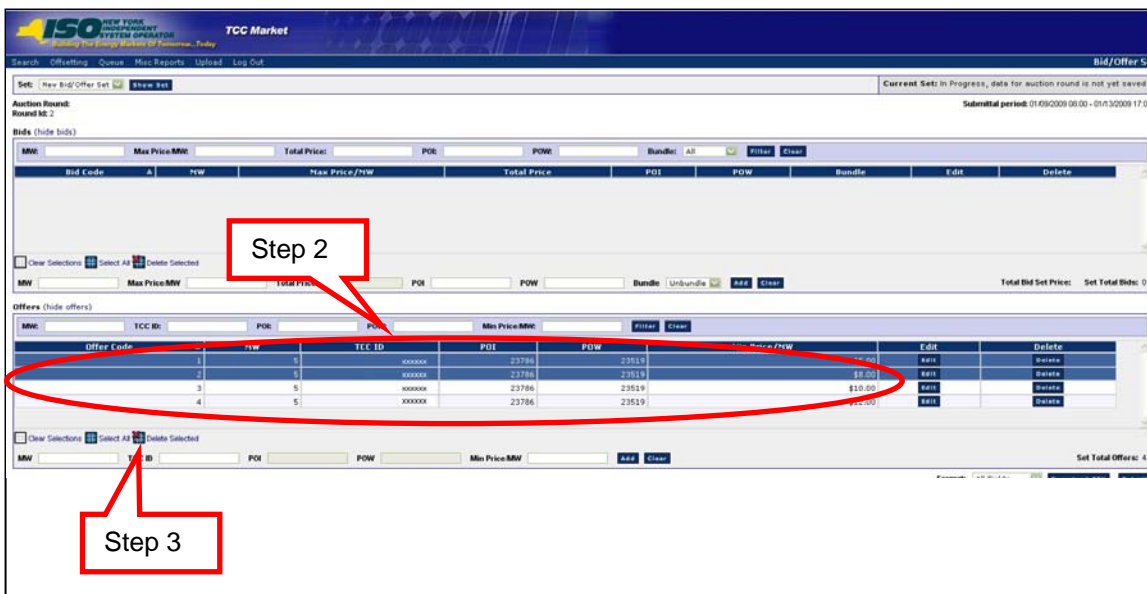 NEW YORK
ISO INDEPENDENT
SYSTEM OPERATOR
Building The Energy Markets Of Tomorrow...Today
TCC Market
Search Offsetting Queue Misc Reports Upload Log Out Bid/Offer S
Set: New Bid/Offer Set Show Set Current Set: In Progress, data for auction round is not yet saved
Auction Round: Submittal period: 01/09/2009 08:00 - 01/13/2009 17:0
Round Id: 2
Bids (hide bids)
MW: Max Price/MW: Total Price: POI: POW: Bundle: All Filter Clear
Bid Code MW Max Price/MW Total Price POI POW Bundle Edit Delete
Step 2
Clear Selections Select All Delete Selected
MW Max Price/MW Total Price POI POW Bundle Unbundle Add Clear Total Bid Set Price: Set Total Bids: 0
Offers (hide offers)
MW: TCC ID: POI: Min Price/MW: Filter Clear
Offer Code MW TCC ID POI POW Price/MW Edit Delete
1 5 xxxxxx 23786 23519 Edit Delete
2 5 xxxxxx 23786 23519 $8.00 Edit Delete
3 5 xxxxxx 23786 23519 $10.00 Edit Delete
4 5 xxxxxx 23786 23519 $12.00 Edit Delete
Clear Selections Select All Delete Selected
MW TCC ID POI POW Min Price/MW Add Clear Set Total Offers: 4
Step 3